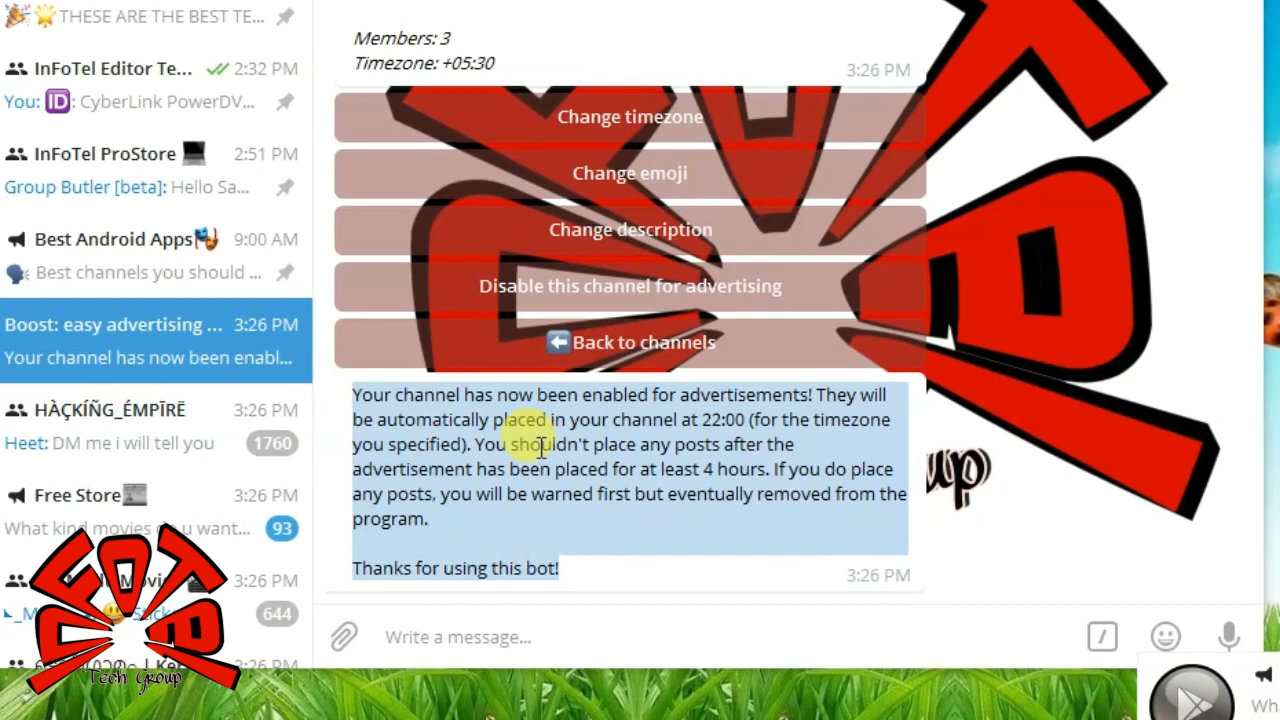 🎉🌟THESE ARE THE BEST TE...
InFoTel Editor Te... 2:32 PM
You: 🆔: CyberLink PowerDV...
InFoTel ProStore 💻 2:51 PM
Group Butler [beta]: Hello Sa...
Best Android Apps 9:00 AM
🗣 Best channels you should ...
Boost: easy advertising ... 3:26 PM
Your channel has now been enabl...
HÀÇKÍÑG_ÉMPĪRĒ 3:26 PM
Heet: DM me i will tell you 1760
Free Store 3:26 PM
What kind movies do u want... 93
3:26 PM
644
3:26 PM
Tech Group
Members: 3
Timezone: +05:30
3:26 PM
Change timezone
Change emoji
Change description
Disable this channel for advertising
⬅Back to channels
Your channel has now been enabled for advertisements! They will
be automatically placed in your channel at 22:00 (for the timezone
you specified). You shouldn't place any posts after the
advertisement has been placed for at least 4 hours. If you do place
any posts, you will be warned first but eventually removed from the
program.
Thanks for using this bot!
3:26 PM
Write a message...